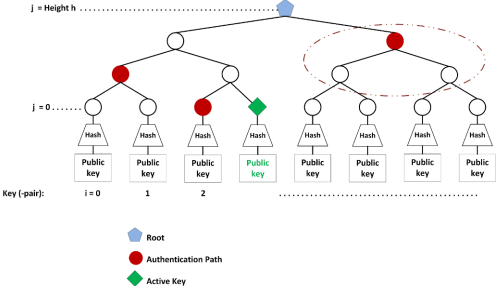 j = Height h . . . . . . . . . . . . . . . . . . . . . . . . . . . . . . . . . . . . . . . . . . .
j = 0 . . . . . . .
Hash Hash Hash Hash Hash Hash Hash Hash
Public key Public key Public key Public key Public key Public key Public key Public key
Key (-pair): i = 0 1 2 . . . . . . . . . . . . . . . . . . . . . . . . . . . . . . . . . . . . . . . . . . .
Root
Authentication Path
Active Key